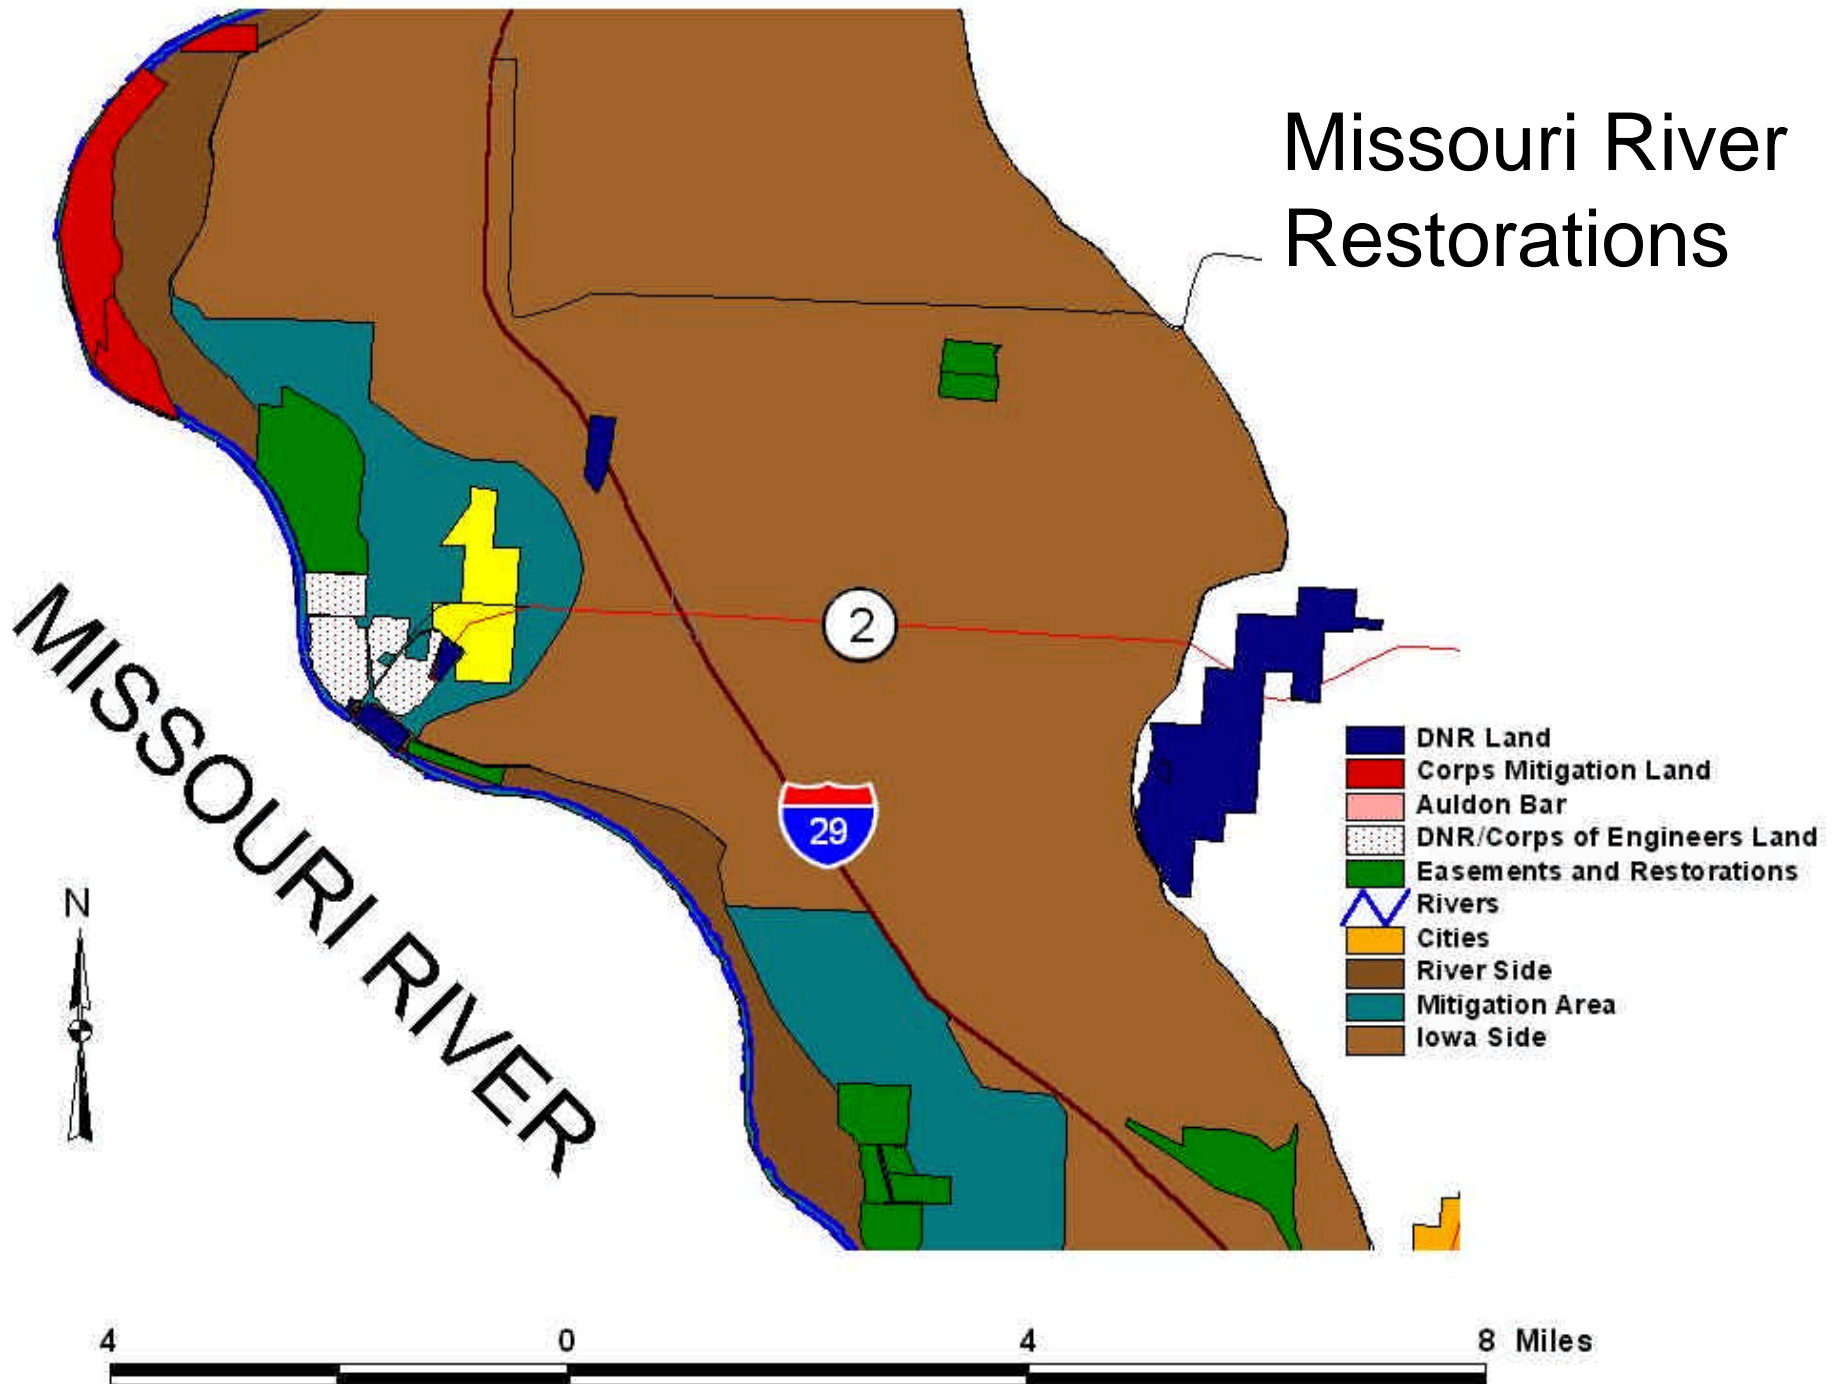 Missouri River
Restorations
2
MISSOURI RIVER
29
DNR Land
Corps Mitigation Land
Auldon Bar
DNR/Corps of Engineers Land
Easements and Restorations
Rivers
Cities
River Side
Mitigation Area
Iowa Side
N
4 0 4 8 Miles